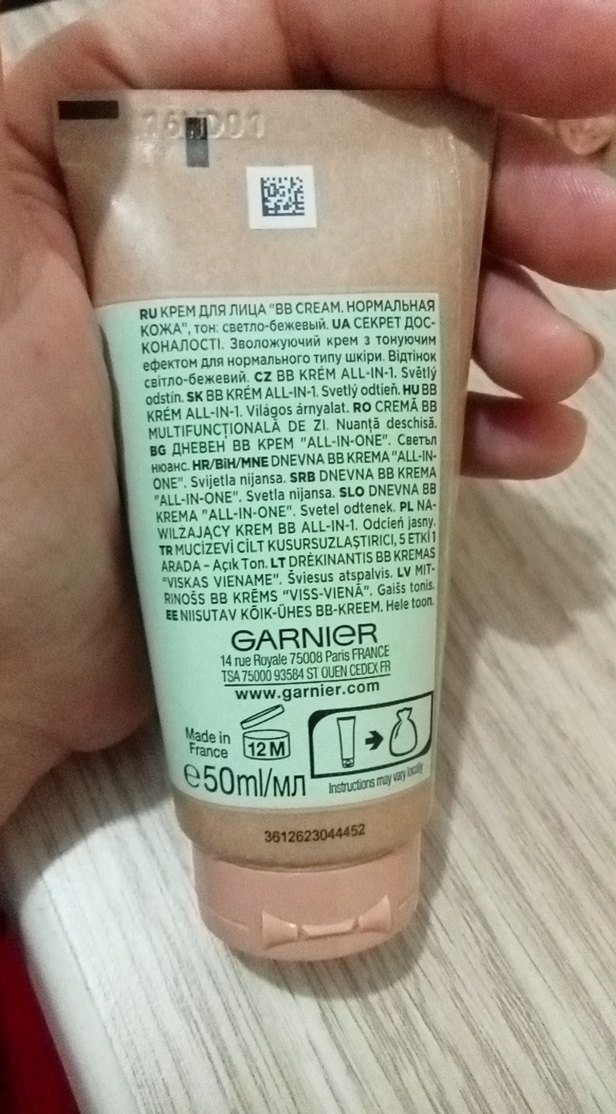 RU КРЕМ ДЛЯ ЛИЦА "BB CREAM. НОРМАЛЬНАЯ
КОЖА", тон: светло-бежевый. UA СЕКРЕТ ДОС-
КОНАЛОСТІ. Зволожуючий крем з тонуючим
ефектом для нормального типу шкіри. Відтінок
світло-бежевий. CZ BB KRÉM ALL-IN-1. Světlý
odstín. SK BB KRÉM ALL-IN-1. Svetlý odtieň. HU BB
KRÉM ALL-IN-1. Világos árnyalat. RO CREMĂ BB
MULTIFUNCȚIONALĂ DE ZI. Nuanță deschisă.
BG ДНЕВЕН BB КРЕМ "ALL-IN-ONE". Светъл
нюанс. HR/BiH/MNE DNEVNA BB KREMA "ALL-IN-
ONE". Svijetla nijansa. SRB DNEVNA BB KREMA
"ALL-IN-ONE". Svetla nijansa. SLO DNEVNA BB
KREMA "ALL-IN-ONE". Svetel odtenek. PL NA-
WILŻAJĄCY KREM BB ALL-IN-1. Odcień jasny.
TR MUCİZEVİ CİLT KUSURSUZLAŞTIRICI, 5 ETKİ 1
ARADA – Açık Ton. LT DRĖKINANTIS BB KREMAS
"VISKAS VIENAME". Šviesus atspalvis. LV MIT-
RINOŠS BB KRĒMS "VISS-VIENĀ". Gaišs tonis.
EE NIISUTAV KÕIK-ÜHES BB-KREEM. Hele toon.
GARNIER
14 rue Royale 75008 Paris FRANCE
TSA 75000 93584 ST OUEN CEDEX FR
www.garnier.com
Made in
France
12 M
e50ml/мл
Instructions may vary locally
3612623044452